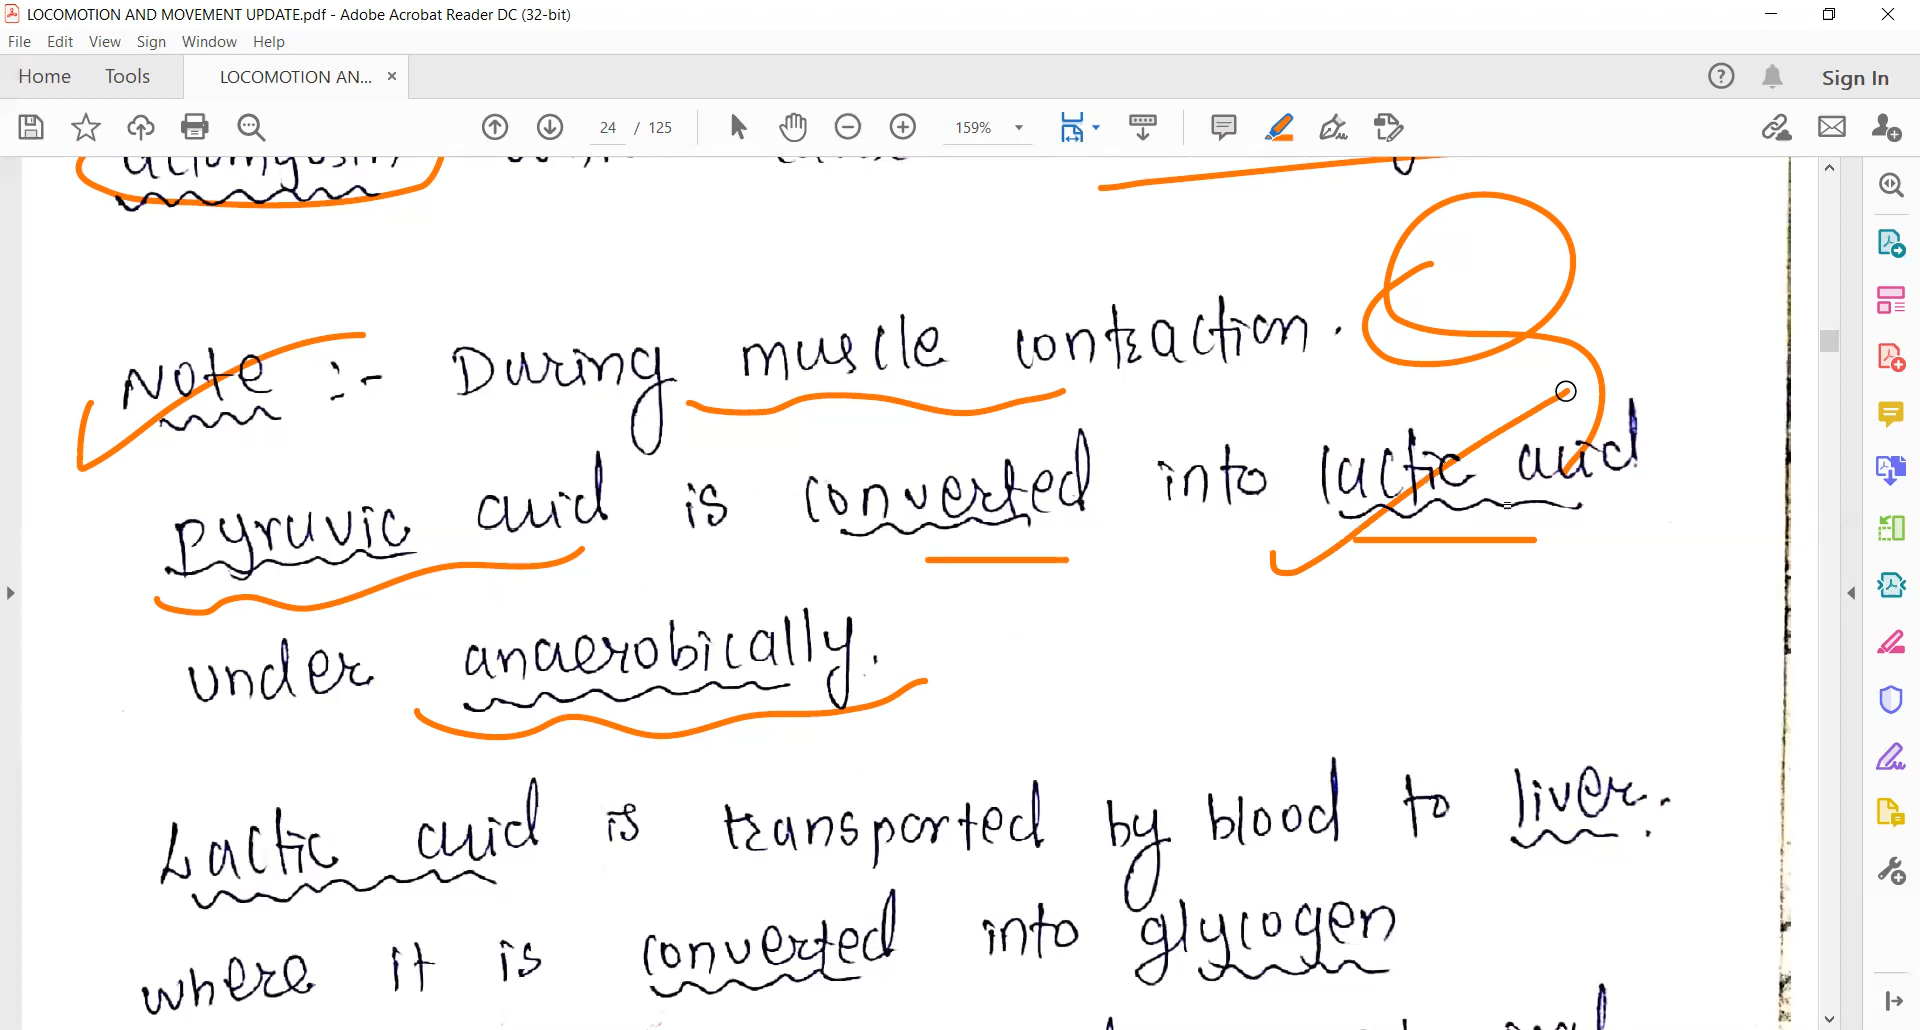 LOCOMOTION AND MOVEMENT UPDATE.pdf - Adobe Acrobat Reader DC (32-bit)
File Edit View Sign Window Help
Home Tools LOCOMOTION AN... × Sign In
24 / 125 159%
actomyosin
Note :- During muscle contraction.
pyruvic acid is converted into lactic acid
under anaerobically.
Lactic acid is transported by blood to liver.
where it is converted into glycogen